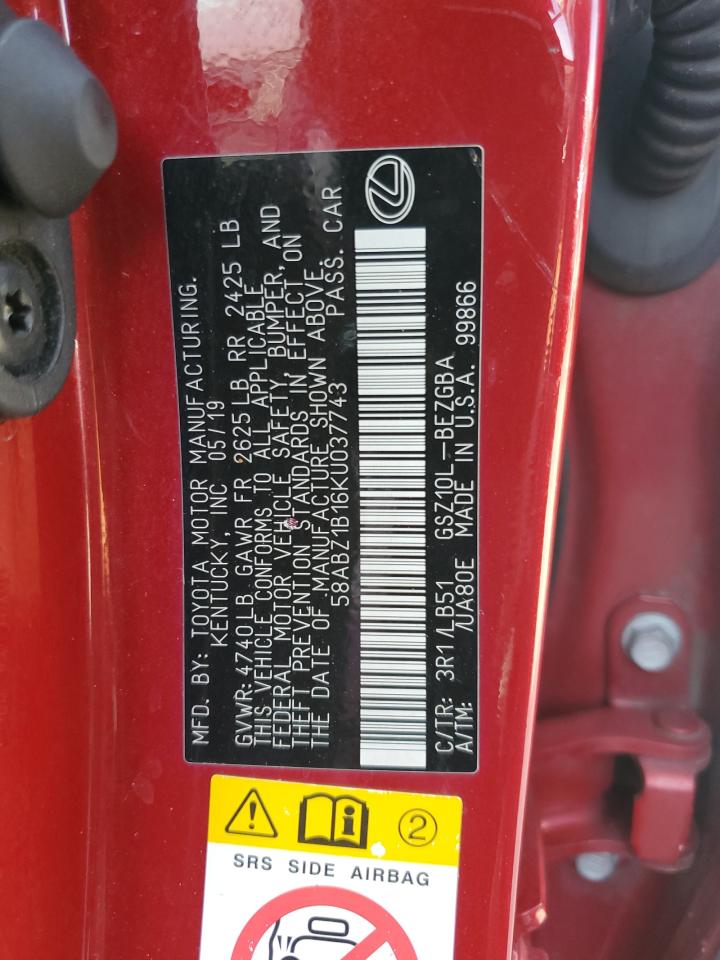 MFD. BY: TOYOTA MOTOR MANUFACTURING.
KENTUCKY, INC 05/19
GVWR: 4740LB GAWR FR 2625LB RR 2425 LB
THIS VEHICLE CONFORMS TO ALL APPLICABLE
FEDERAL MOTOR VEHICLE SAFETY, BUMPER, AND
THEFT PREVENTION STANDARDS IN EFFECT ON
THE DATE OF MANUFACTURE SHOWN ABOVE.
58ABZ1B16KU037743 PASS. CAR
C/TR: 3R1 /LB51 GSZ10L-BEZGBA
A/TM: /UA80E MADE IN U.S.A. 99866
2
SRS SIDE AIRBAG